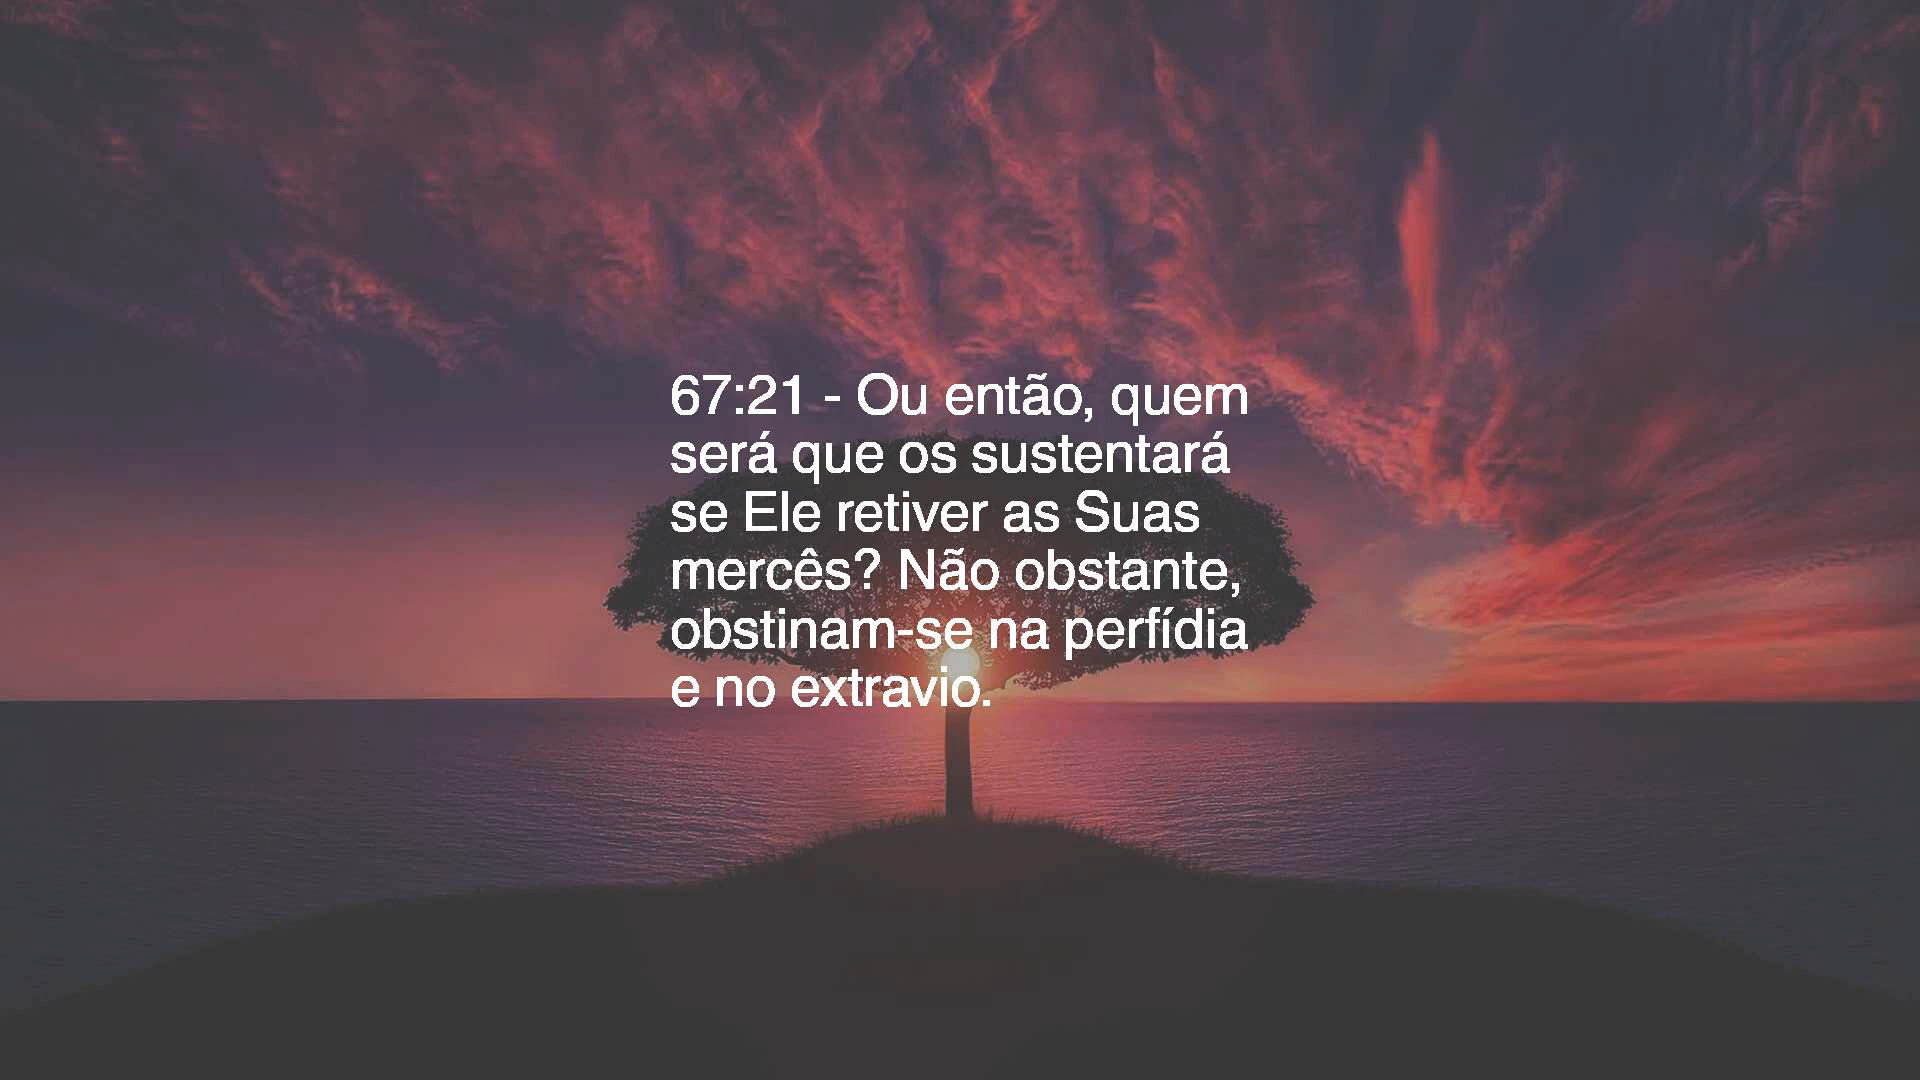 67:21 - Ou então, quem
será que os sustentará
se Ele retiver as Suas
mercês? Não obstante,
obstinam-se na perfídia
e no extravio.